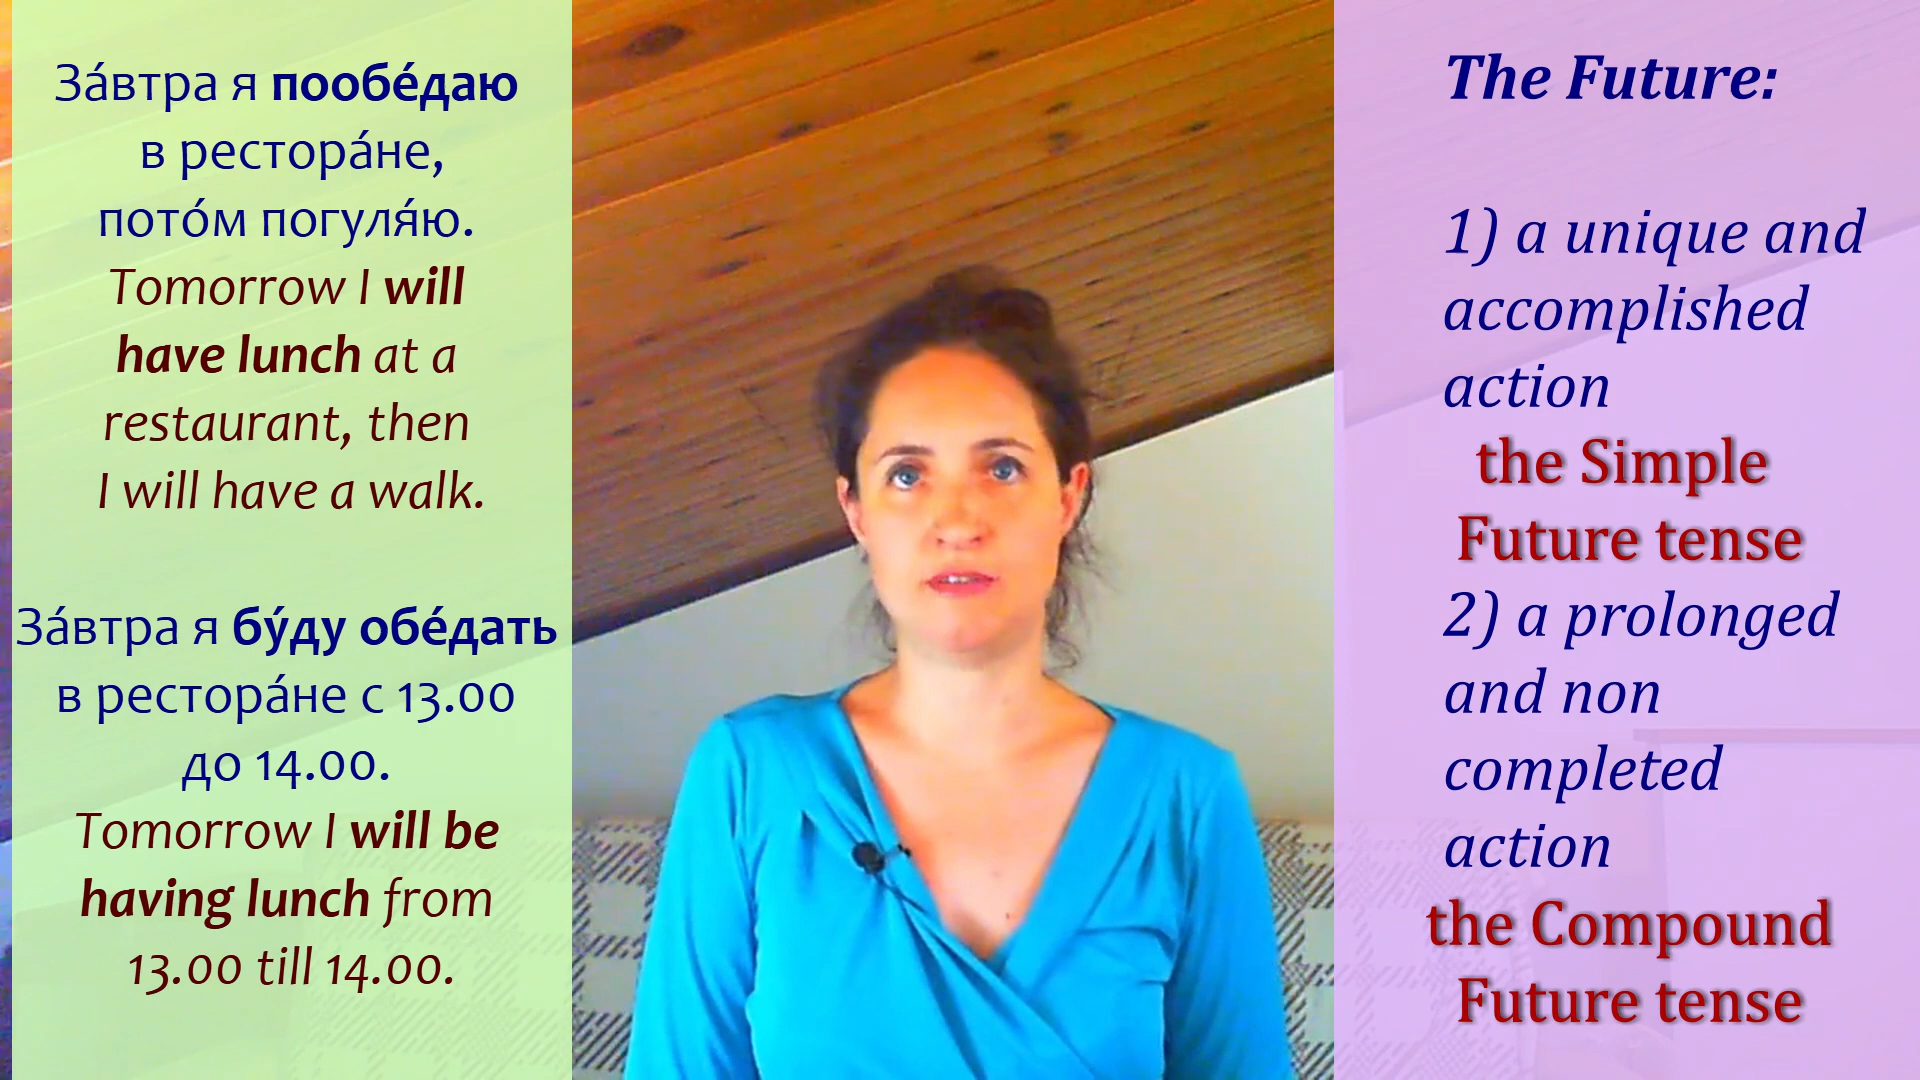 За́втра я пообе́даю
в рестора́не,
пото́м погуля́ю.
Tomorrow I will
have lunch at a
restaurant, then
I will have a walk.
За́втра я бу́ду обе́дать
в рестора́не с 13.00
до 14.00.
Tomorrow I will be
having lunch from
13.00 till 14.00.
The Future:
1) a unique and
accomplished
action
the Simple
Future tense
2) a prolonged
and non
completed
action
the Compound
Future tense